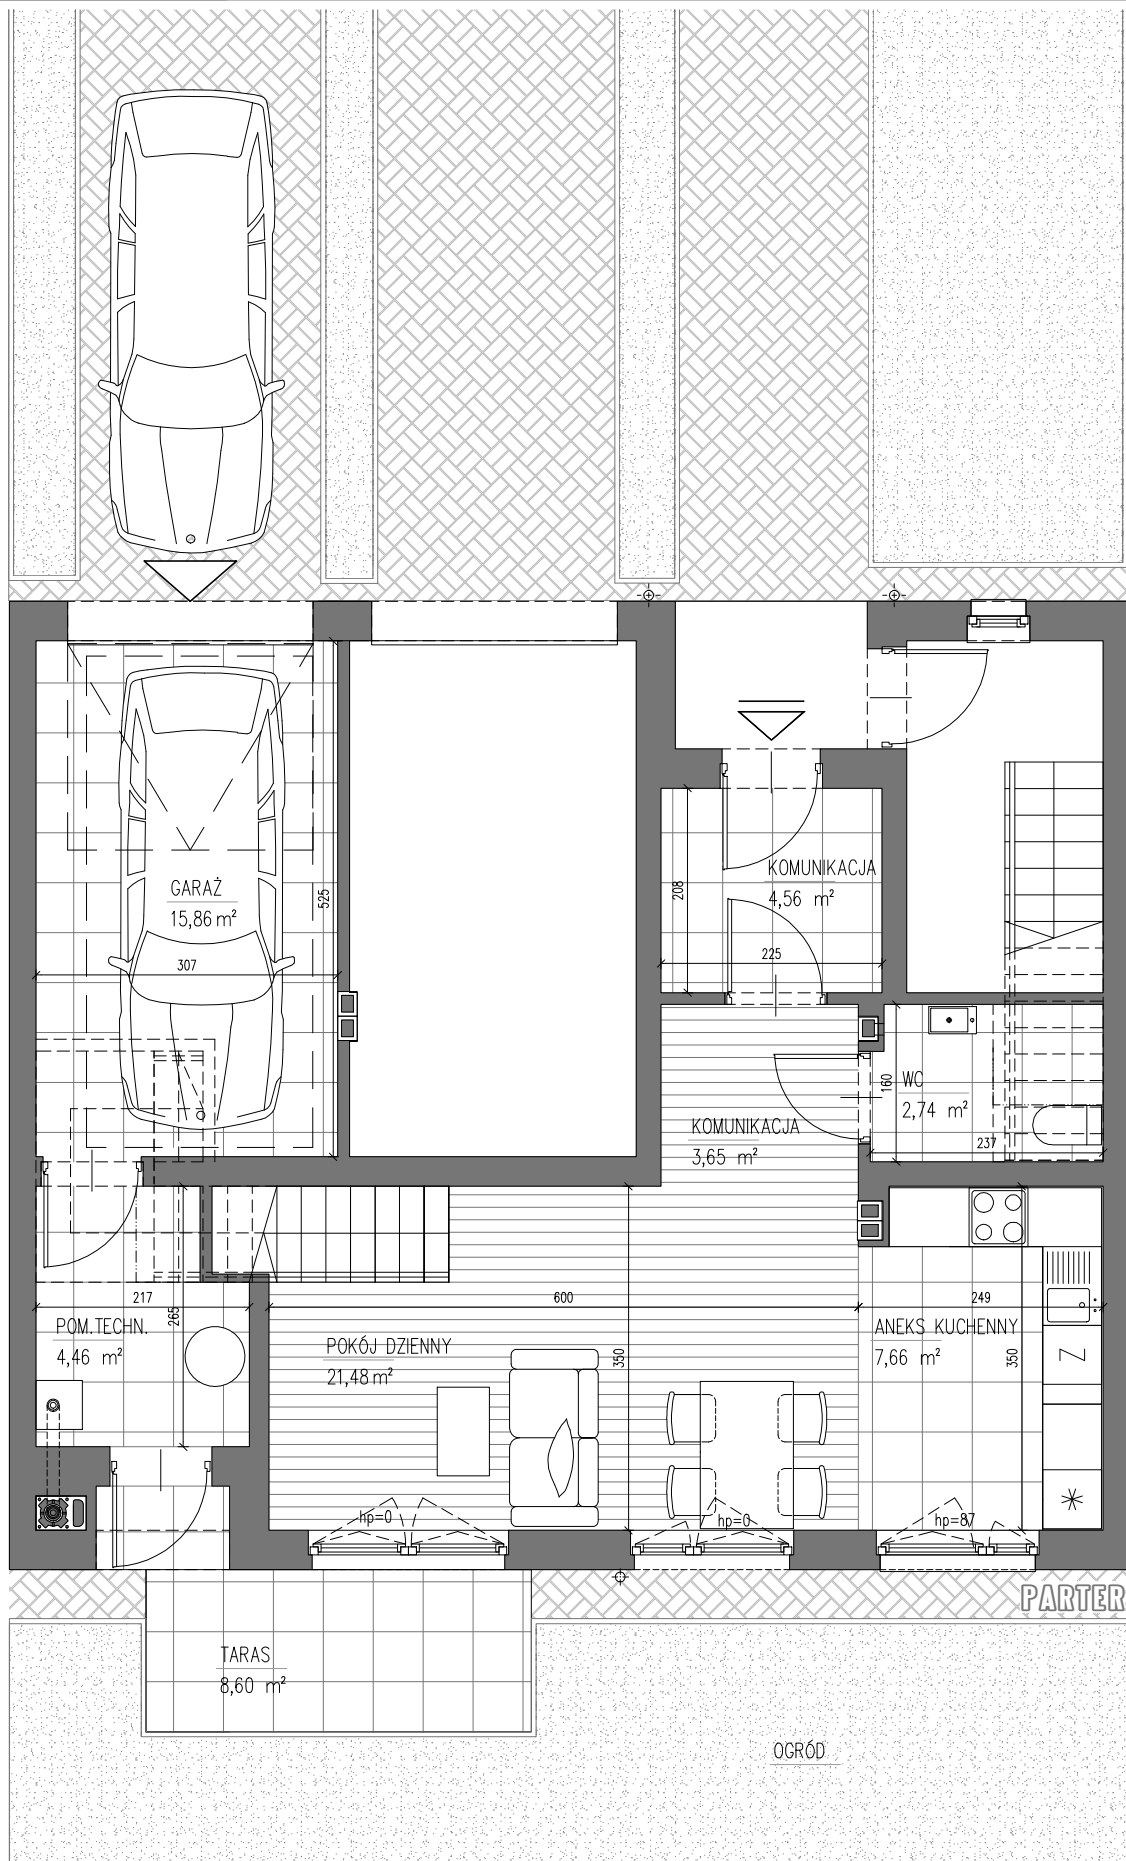 GARAŻ
15,86 m²
525
307
KOMUNIKACJA
4,56 m²
208
225
WC
2,74 m²
160
237
KOMUNIKACJA
3,65 m²
217
265
POM.TECHN.
4,46 m²
600
POKÓJ DZIENNY
21,48 m²
350
249
ANEKS KUCHENNY
7,66 m²
350
Z
hp=0
hp=0
hp=87
PARTER
TARAS
8,60 m²
OGRÓD